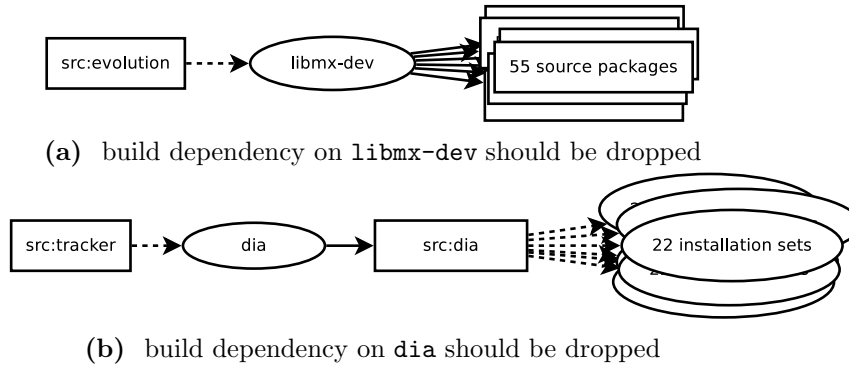 src:evolution libmx-dev 55 source packages
(a) build dependency on libmx-dev should be dropped
src:tracker dia src:dia 22 installation sets
(b) build dependency on dia should be dropped